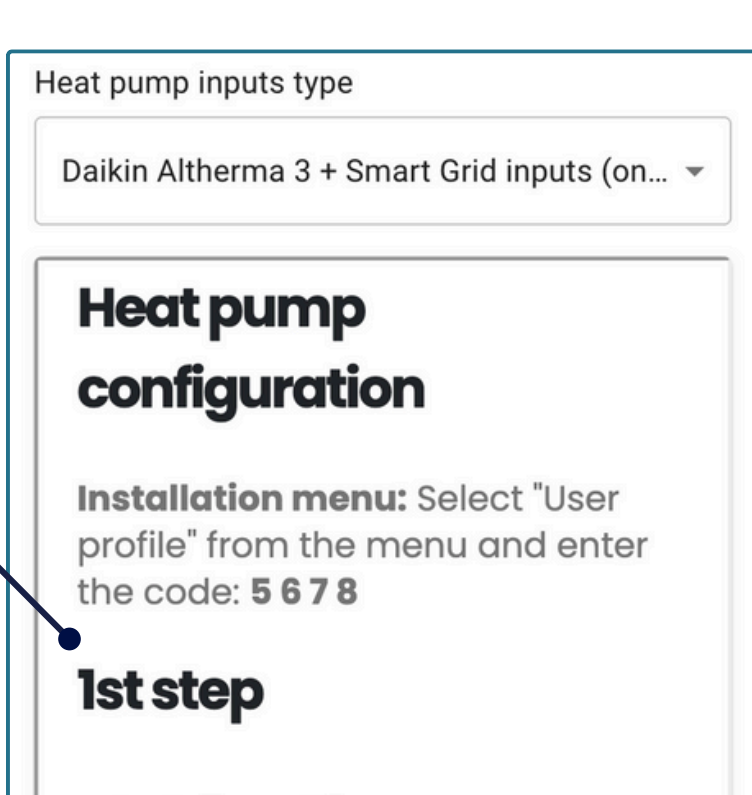 Heat pump inputs type
Daikin Altherma 3 + Smart Grid inputs (on...
Heat pump
configuration
Installation menu: Select "User
profile" from the menu and enter
the code: 5 6 7 8
1st step